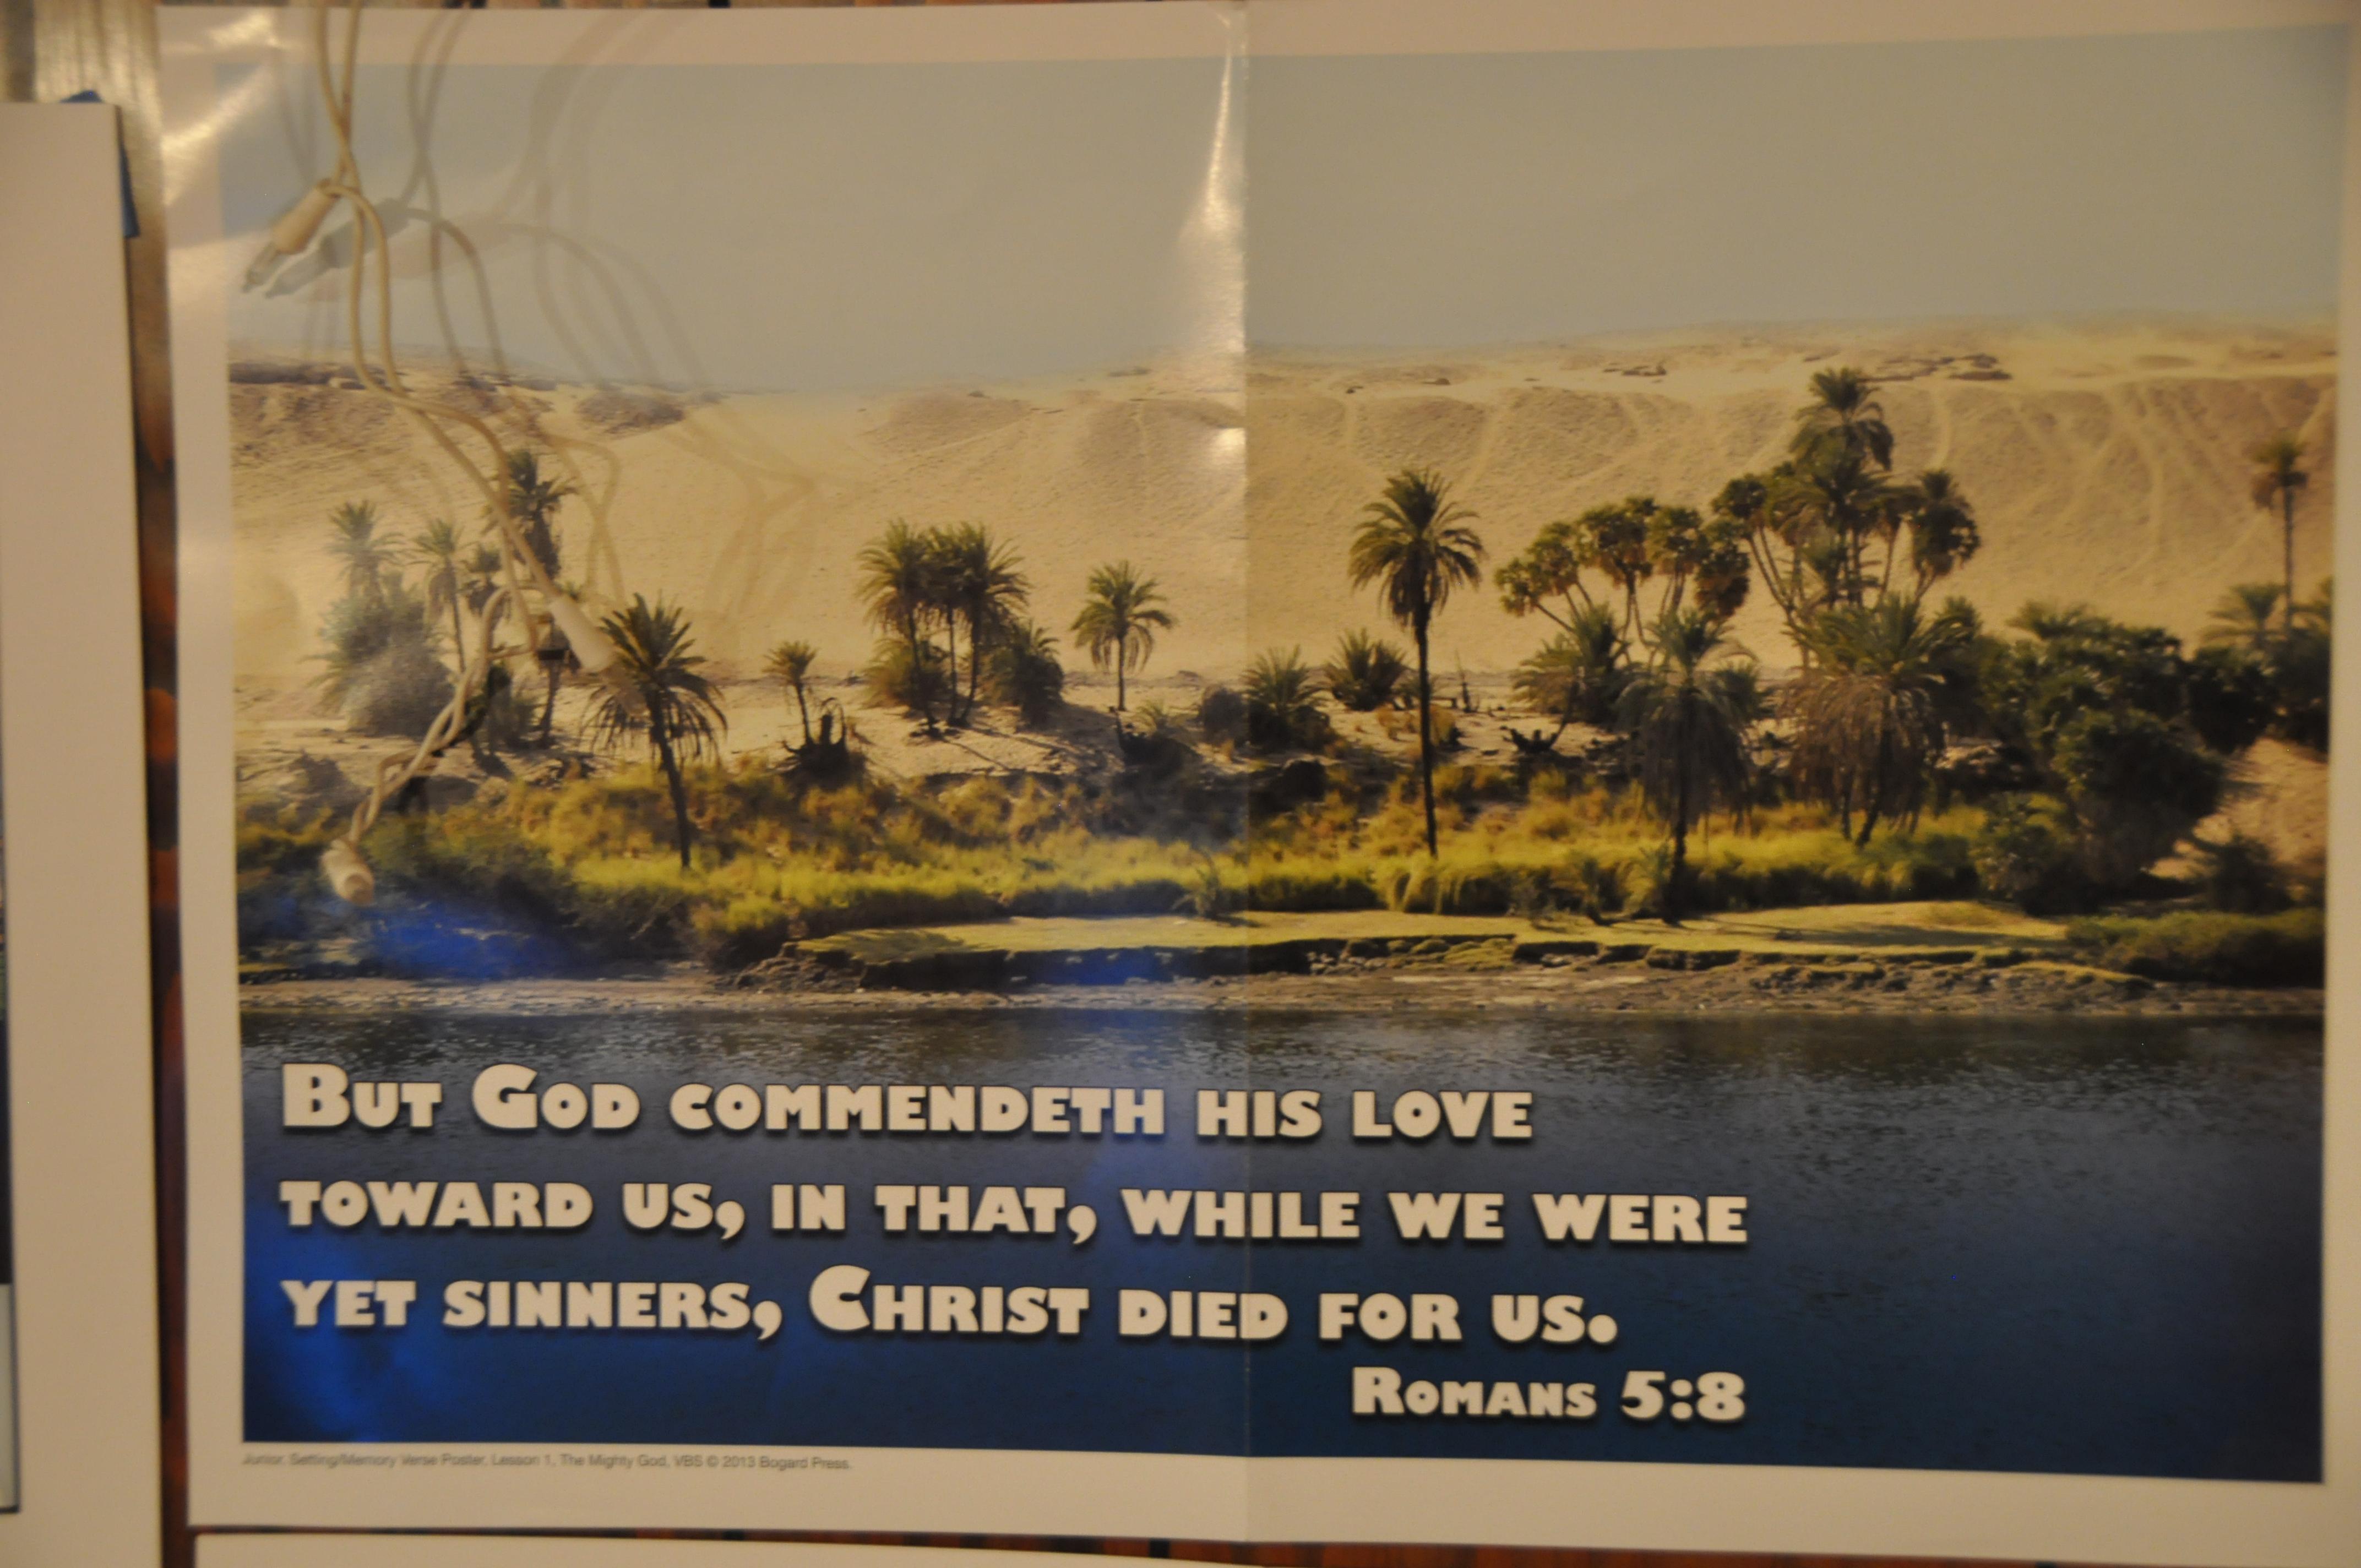 But God commendeth his love
toward us, in that, while we were
yet sinners, Christ died for us.
Romans 5:8
Junior, Setting/Memory Verse Poster, Lesson 1, The Mighty God, VBS © 2013 Bogard Press.